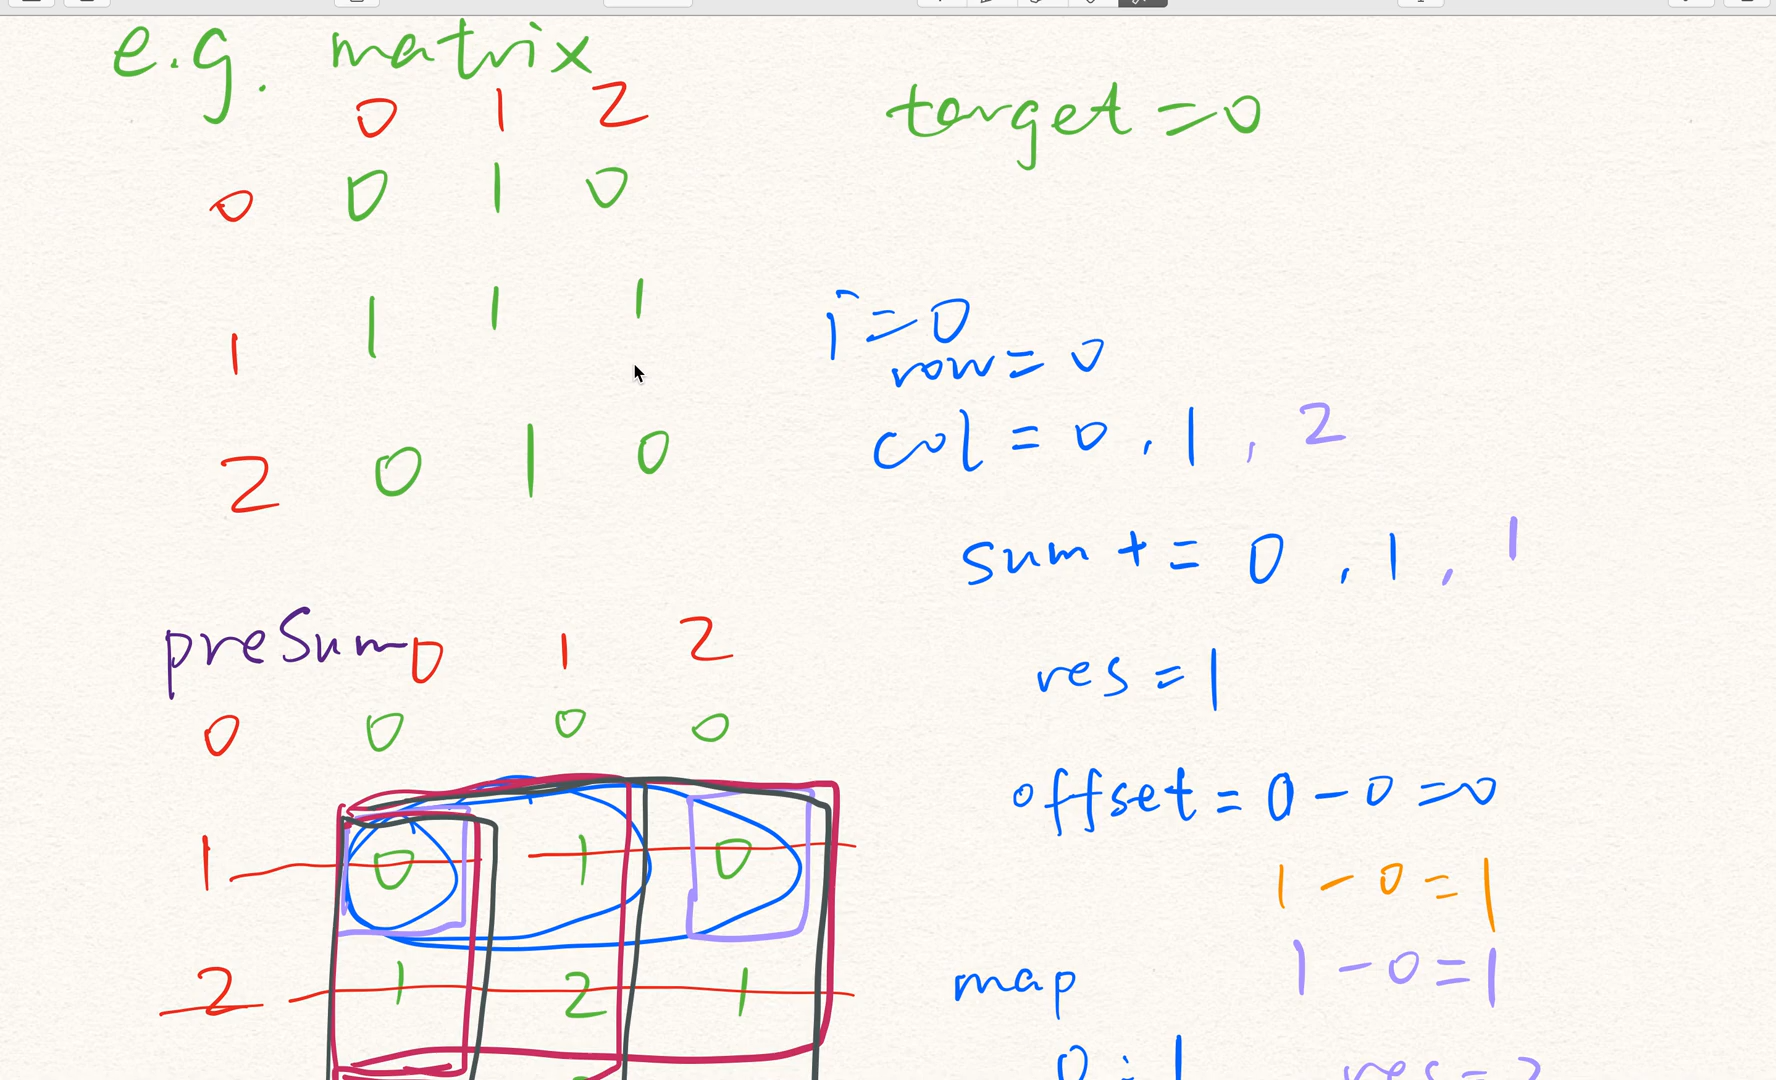 e.g. matrix
0 1 2
target = 0
0 0 1 0
1 1 1 1
i = 0
row = 0
col = 0 , 1 , 2
2 0 1 0
sum += 0 , 1 , 1
preSum 0 1 2
res = 1
0 0 0 0
offset = 0 - 0 = 0
1 0 1 0
1 - 0 = 1
1 - 0 = 1
2 1 2 1
map
0 : 1